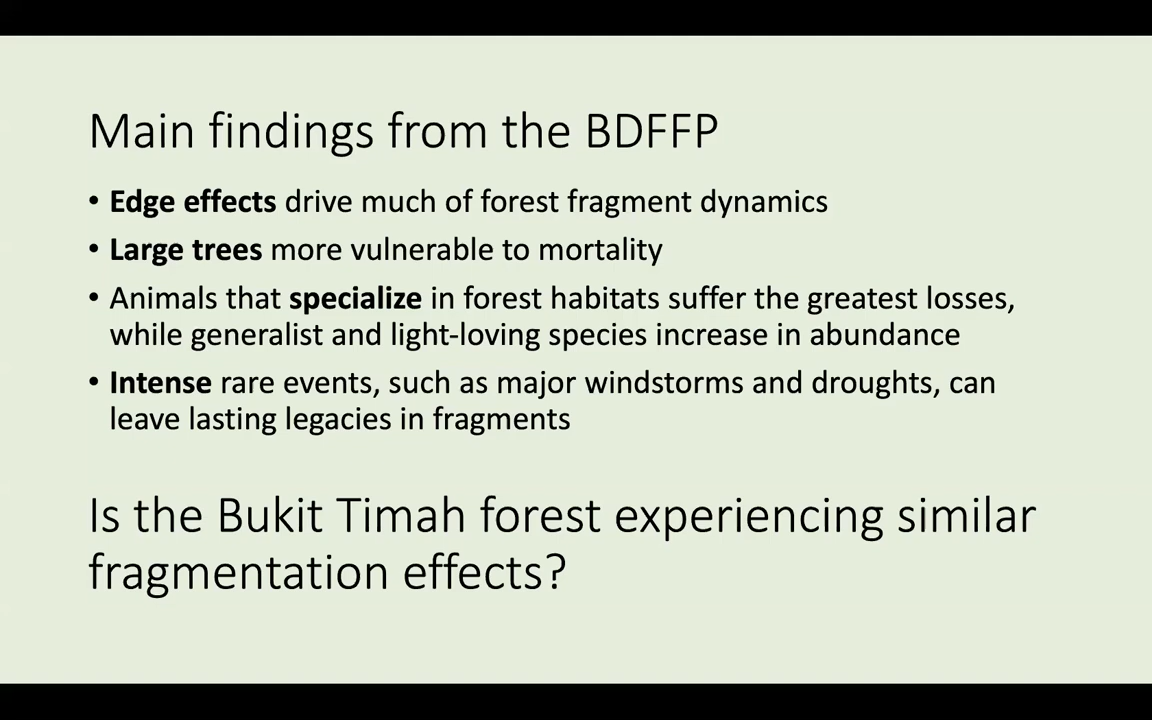 Main findings from the BDFFP
• Edge effects drive much of forest fragment dynamics
• Large trees more vulnerable to mortality
• Animals that specialize in forest habitats suffer the greatest losses,
while generalist and light-loving species increase in abundance
• Intense rare events, such as major windstorms and droughts, can
leave lasting legacies in fragments
Is the Bukit Timah forest experiencing similar
fragmentation effects?